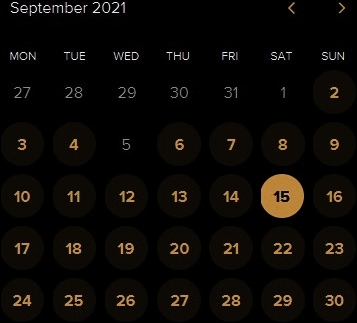 September 2021
MON TUE WED THU FRI SAT SUN
27 28 29 30 31 1 2
3 4 5 6 7 8 9
10 11 12 13 14 15 16
17 18 19 20 21 22 23
24 25 26 27 28 29 30